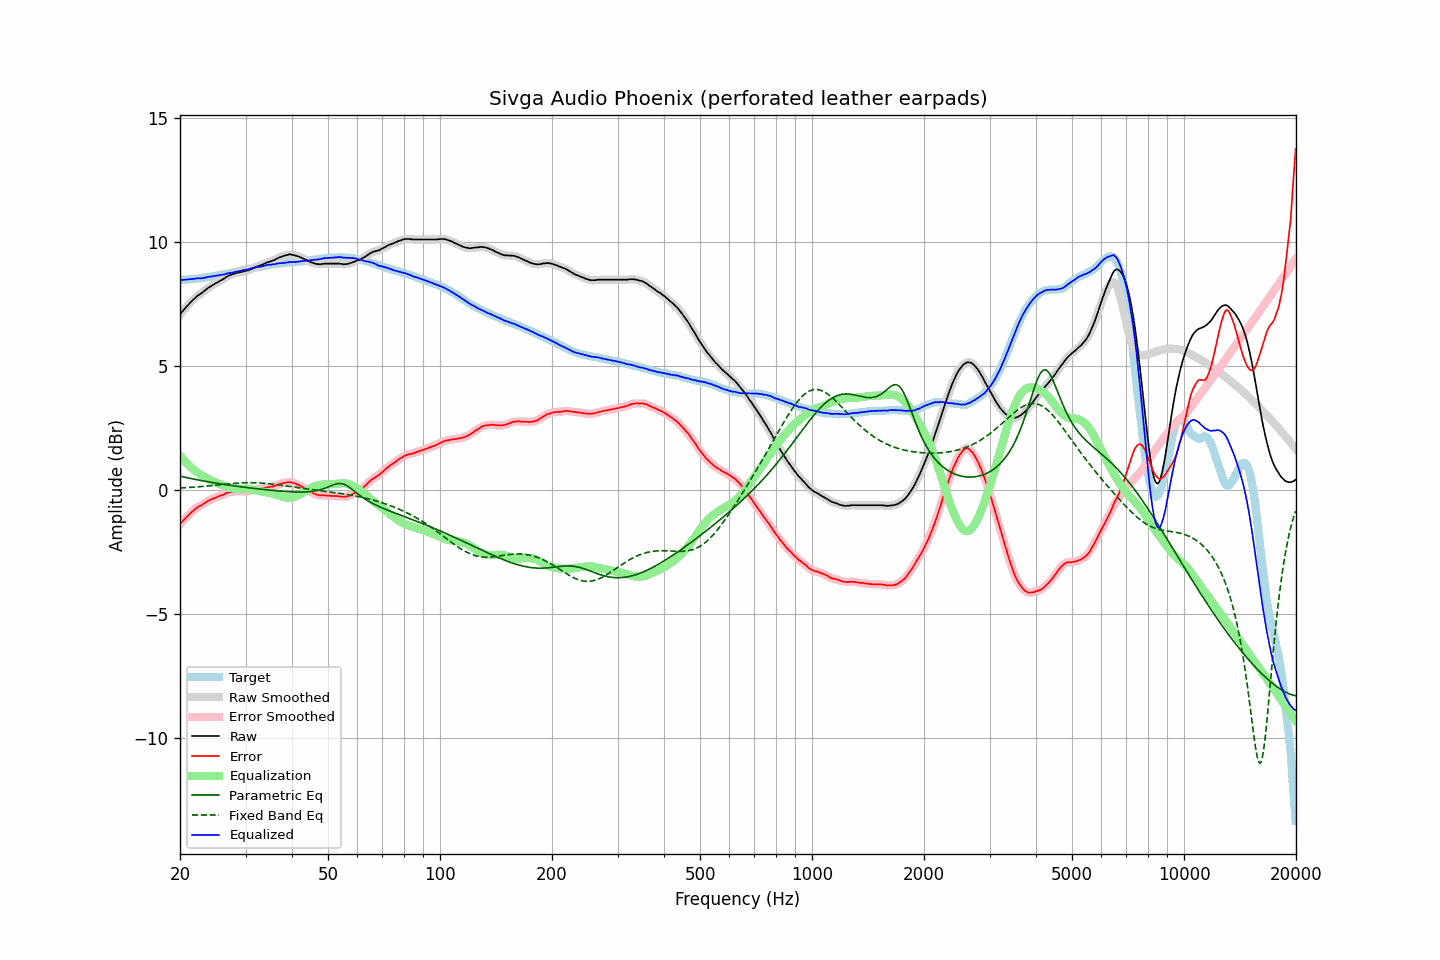 Sivga Audio Phoenix (perforated leather earpads)
15
10
5
0
−5
−10
Amplitude (dBr)
Target
Raw Smoothed
Error Smoothed
Raw
Error
Equalization
Parametric Eq
Fixed Band Eq
Equalized
20 50 100 200 500 1000 2000 5000 10000 20000
Frequency (Hz)